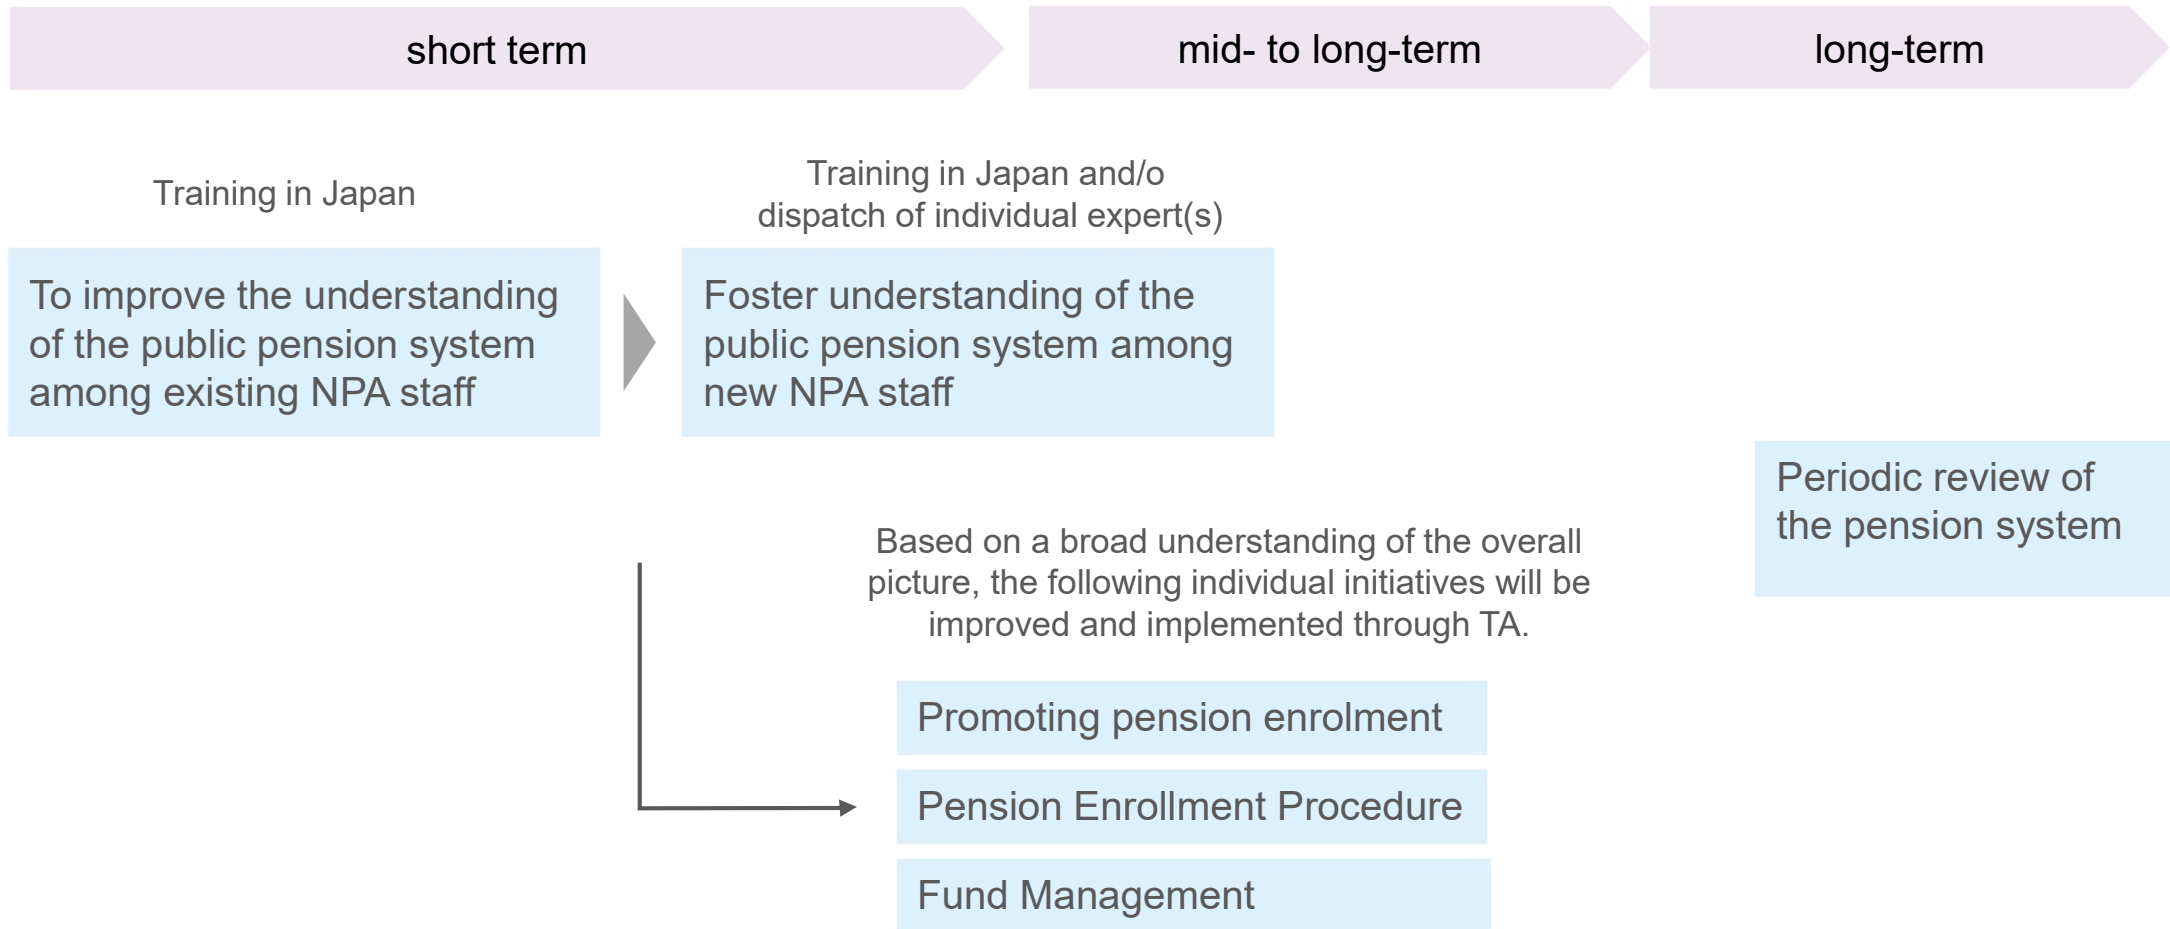 short term
mid- to long-term
long-term
Training in Japan
Training in Japan and/o
dispatch of individual expert(s)
To improve the understanding
of the public pension system
among existing NPA staff
Foster understanding of the
public pension system among
new NPA staff
Periodic review of
the pension system
Based on a broad understanding of the overall
picture, the following individual initiatives will be
improved and implemented through TA.
Promoting pension enrolment
Pension Enrollment Procedure
Fund Management